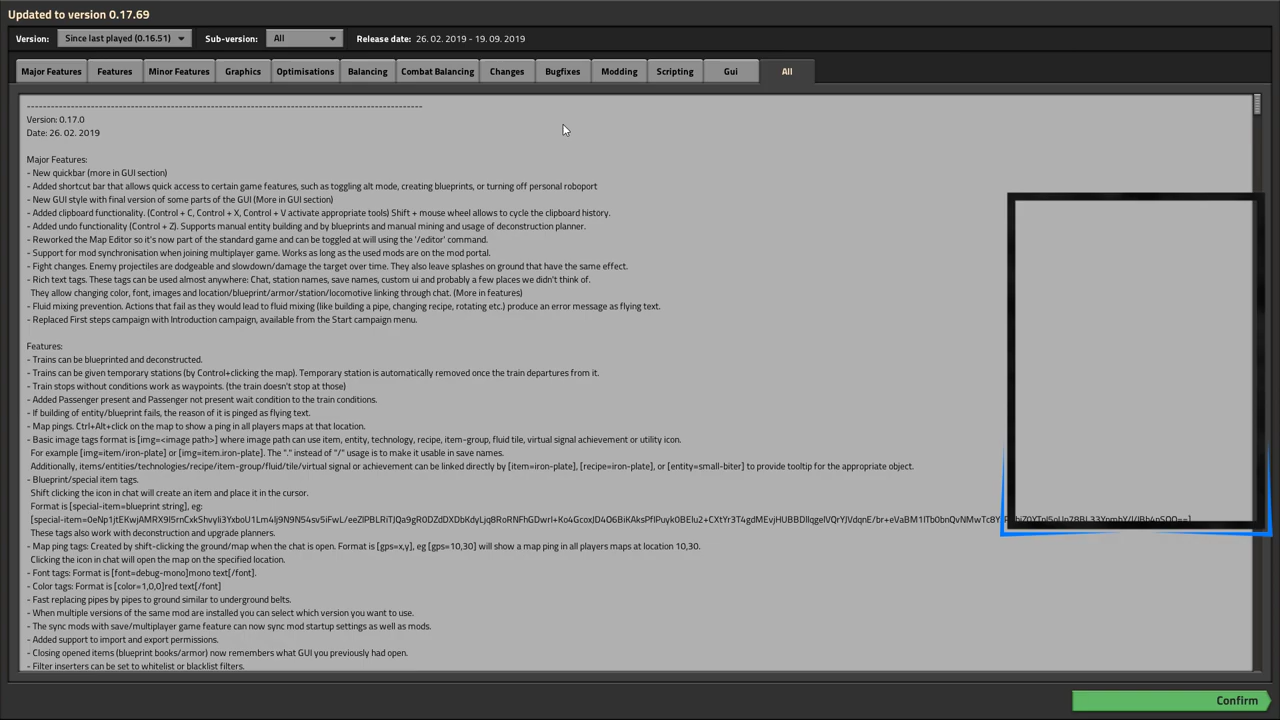 Updated to version 0.17.69
Version: Since last played (0.16.51) Sub-version: All Release date: 26. 02. 2019 - 19. 09. 2019
Major Features Features Minor Features Graphics Optimisations Balancing Combat Balancing Changes Bugfixes Modding Scripting Gui All
---------------------------------------------------------------------------------------------------
Version: 0.17.0
Date: 26. 02. 2019
Major Features:
- New quickbar (more in GUI section)
- Added shortcut bar that allows quick access to certain game features, such as toggling alt mode, creating blueprints, or turning off personal roboport
- New GUI style with final version of some parts of the GUI (More in GUI section)
- Added clipboard functionality. (Control + C, Control + X, Control + V activate appropriate tools) Shift + mouse wheel allows to cycle the clipboard history.
- Added undo functionality (Control + Z). Supports manual entity building and by blueprints and manual mining and usage of deconstruction planner.
- Reworked the Map Editor so it's now part of the standard game and can be toggled at will using the '/editor' command.
- Support for mod synchronisation when joining multiplayer game. Works as long as the used mods are on the mod portal.
- Fight changes. Enemy projectiles are dodgeable and slowdown/damage the target over time. They also leave splashes on ground that have the same effect.
- Rich text tags. These tags can be used almost anywhere: Chat, station names, save names, custom ui and probably a few places we didn't think of.
They allow changing color, font, images and location/blueprint/armor/station/locomotive linking through chat. (More in features)
- Fluid mixing prevention. Actions that fail as they would lead to fluid mixing (like building a pipe, changing recipe, rotating etc.) produce an error message as flying text.
- Replaced First steps campaign with Introduction campaign, available from the Start campaign menu.
Features:
- Trains can be blueprinted and deconstructed.
- Trains can be given temporary stations (by Control+clicking the map). Temporary station is automatically removed once the train departures from it.
- Train stops without conditions work as waypoints. (the train doesn't stop at those)
- Added Passenger present and Passenger not present wait condition to the train conditions.
- If building of entity/blueprint fails, the reason of it is pinged as flying text.
- Map pings. Ctrl+Alt+click on the map to show a ping in all players maps at that location.
- Basic image tags format is [img=<image path>] where image path can use item, entity, technology, recipe, item-group, fluid tile, virtual signal achievement or utility icon.
For example [img=item/iron-plate] or [img=item.iron-plate]. The "." instead of "/" usage is to make it usable in save names.
Additionally, items/entities/technologies/recipe/item-group/fluid/tile/virtual signal or achievement can be linked directly by [item=iron-plate], [recipe=iron-plate], or [entity=small-biter] to provide tooltip for the appropriate object.
- Blueprint/special item tags.
Shift clicking the icon in chat will create an item and place it in the cursor.
Format is [special-item=blueprint string], eg:
These tags also work with deconstruction and upgrade planners.
- Map ping tags: Created by shift-clicking the ground/map when the chat is open. Format is [gps=x,y], eg [gps=10,30] will show a map ping in all players maps at location 10,30.
Clicking the icon in chat will open the map on the specified location.
- Font tags: Format is [font=debug-mono]mono text[/font].
- Color tags: Format is [color=1,0,0]red text[/font]
- Fast replacing pipes by pipes to ground similar to underground belts.
- When multiple versions of the same mod are installed you can select which version you want to use.
- The sync mods with save/multiplayer game feature can now sync mod startup settings as well as mods.
- Added support to import and export permissions.
- Closing opened items (blueprint books/armor) now remembers what GUI you previously had open.
- Filter inserters can be set to whitelist or blacklist filters.
Confirm